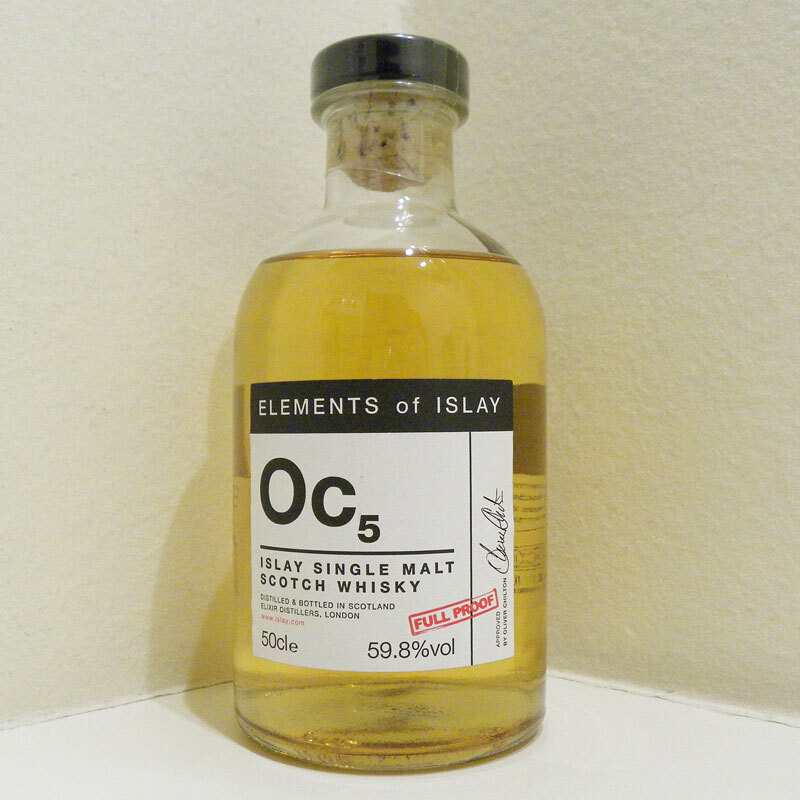 ELEMENTS of ISLAY
Oc5
ISLAY SINGLE MALT
SCOTCH WHISKY
DISTILLED & BOTTLED IN SCOTLAND
ELIXIR DISTILLERS, LONDON
www.islay.com
50cle
59.8%vol
FULL PROOF
APPROVED
BY OLIVER CHILTON